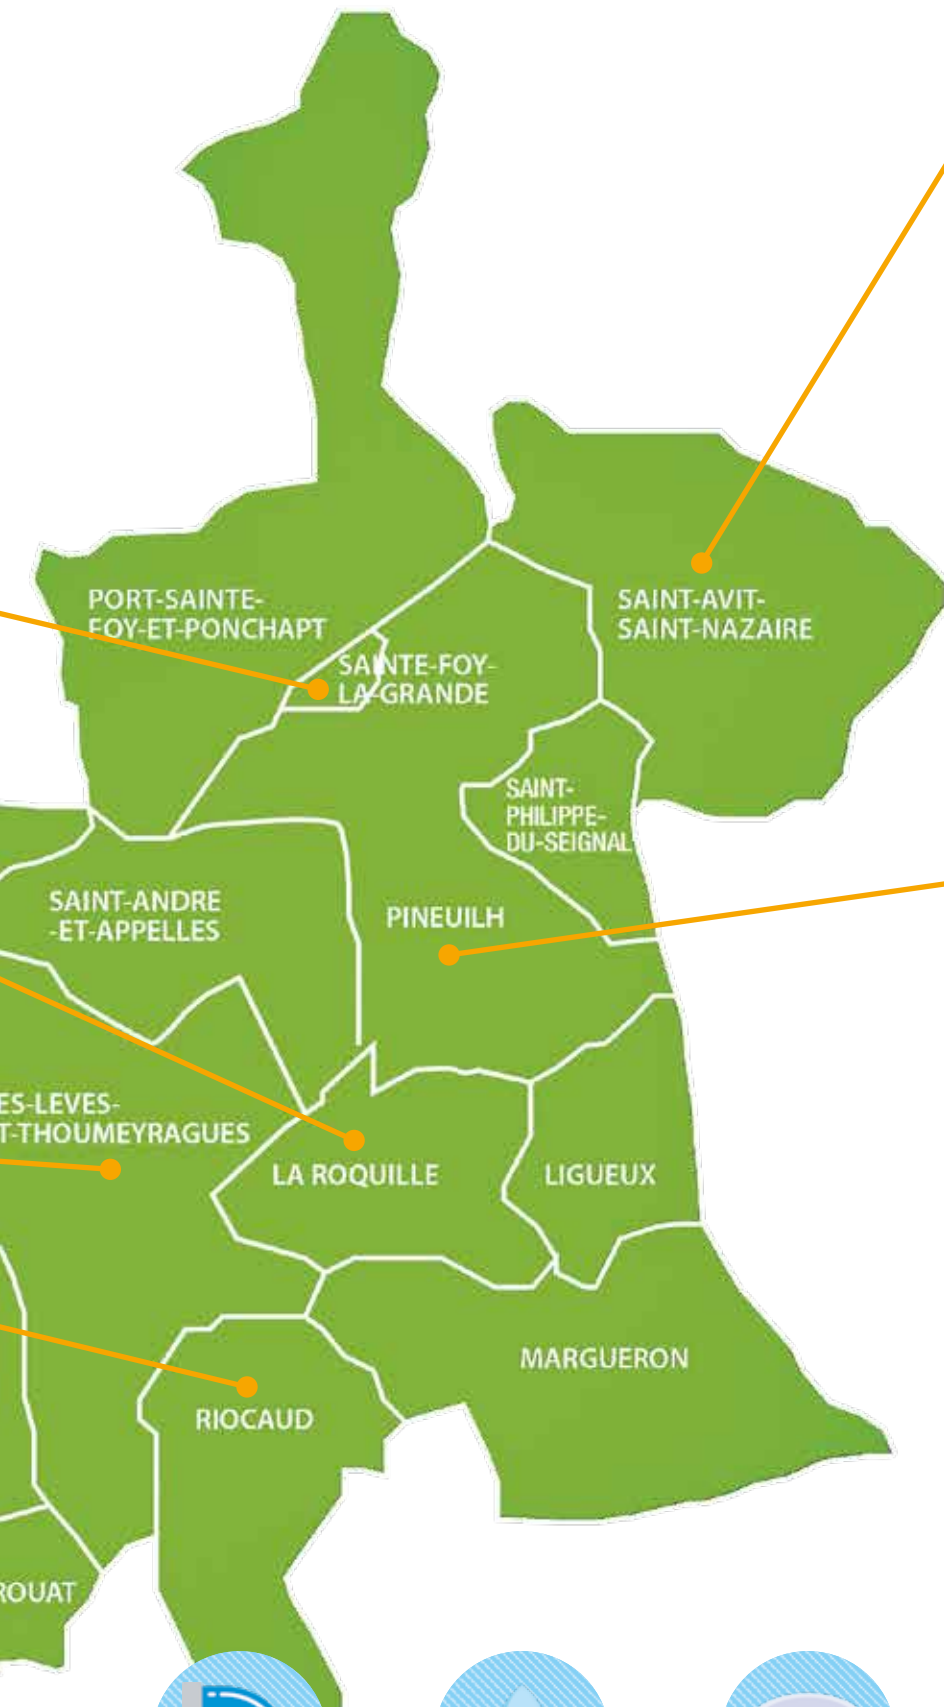 PORT-SAINTE-
FOY-ET-PONCHAPT
SAINT-AVIT-
SAINT-NAZAIRE
SAINTE-FOY-
LA-GRANDE
SAINT-
PHILIPPE-
DU-SEIGNAL
SAINT-ANDRE
-ET-APPELLES
PINEUILH
ES-LEVES-
T-THOUMEYRAGUES
LA ROQUILLE
LIGUEUX
MARGUERON
RIOCAUD
ROUAT